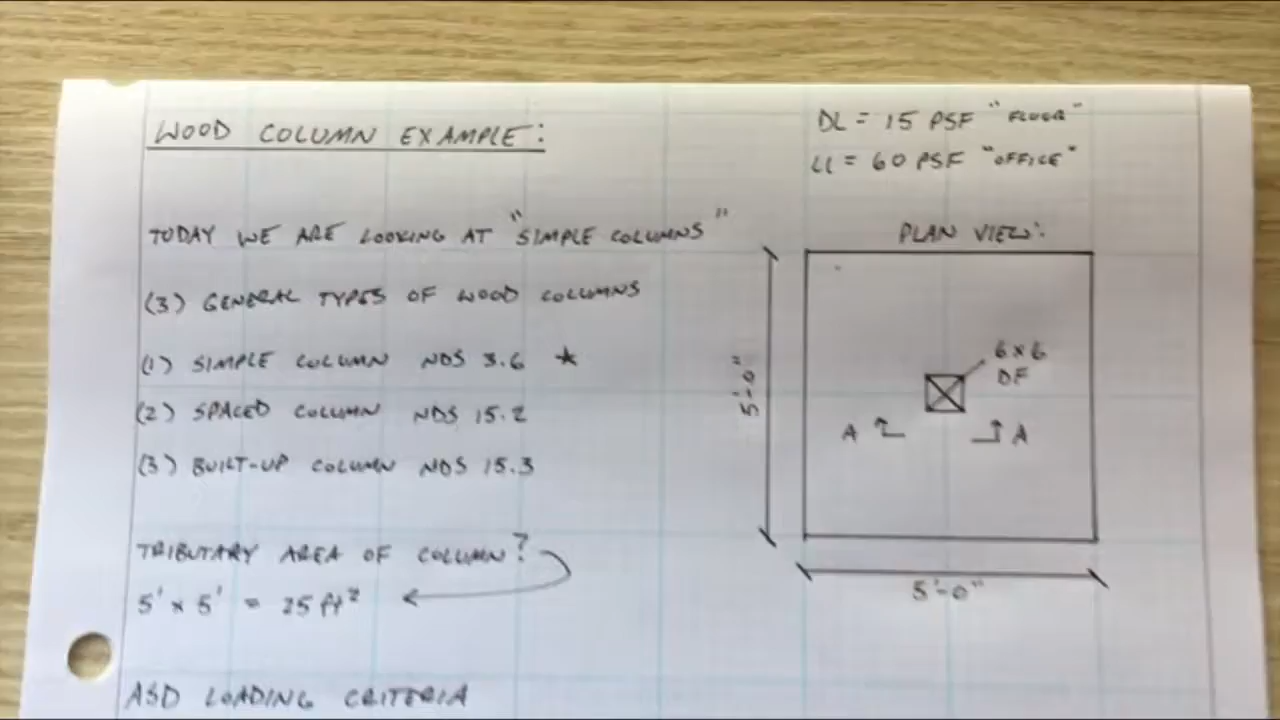 WOOD COLUMN EXAMPLE:
DL = 15 PSF "FLOOR"
LL = 60 PSF "OFFICE"
TODAY WE ARE LOOKING AT "SIMPLE COLUMNS"
(3) GENERAL TYPES OF WOOD COLUMNS
(1) SIMPLE COLUMN NDS 3.6 ★
(2) SPACED COLUMN NDS 15.2
(3) BUILT-UP COLUMN NDS 15.3
TRIBUTARY AREA OF COLUMN?
5' x 5' = 25 ft²
ASD LOADING CRITERIA
PLAN VIEW:
6x6
DF
5'-0"
A A
5'-0"